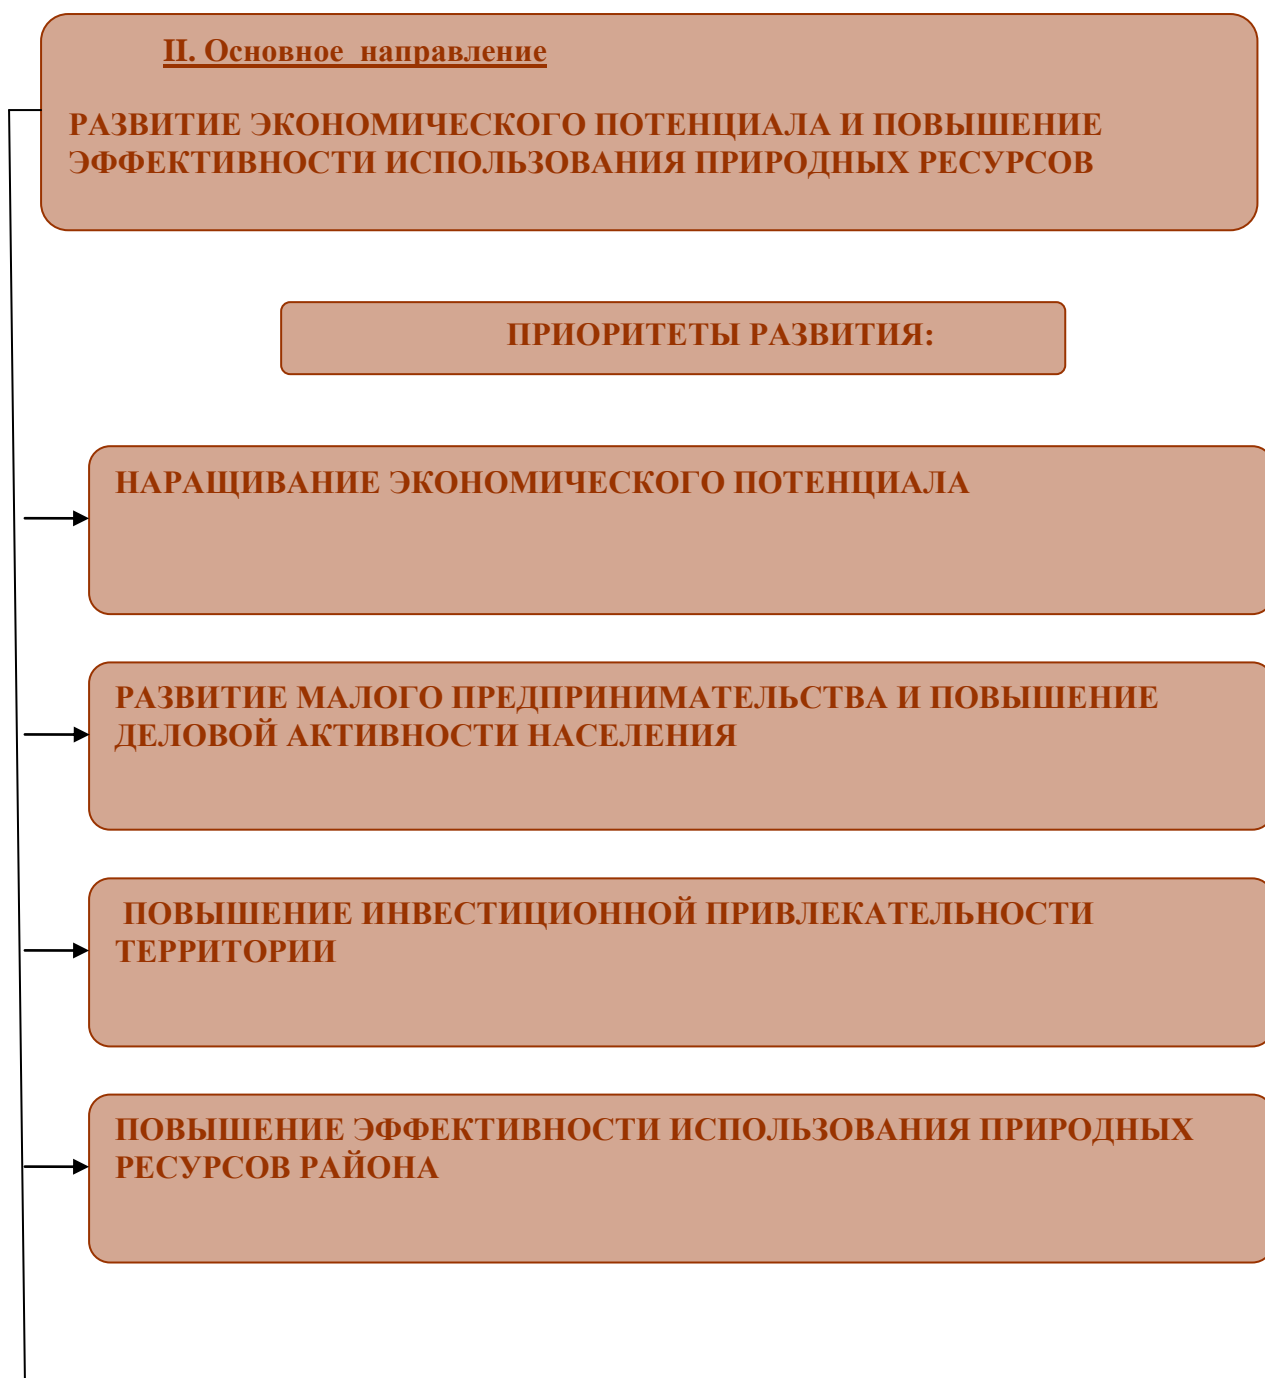 II. Основное  направление
РАЗВИТИЕ ЭКОНОМИЧЕСКОГО ПОТЕНЦИАЛА И ПОВЫШЕНИЕ
ЭФФЕКТИВНОСТИ ИСПОЛЬЗОВАНИЯ ПРИРОДНЫХ РЕСУРСОВ
ПРИОРИТЕТЫ РАЗВИТИЯ:
НАРАЩИВАНИЕ ЭКОНОМИЧЕСКОГО ПОТЕНЦИАЛА
РАЗВИТИЕ МАЛОГО ПРЕДПРИНИМАТЕЛЬСТВА И ПОВЫШЕНИЕ
ДЕЛОВОЙ АКТИВНОСТИ НАСЕЛЕНИЯ
ПОВЫШЕНИЕ ИНВЕСТИЦИОННОЙ ПРИВЛЕКАТЕЛЬНОСТИ
ТЕРРИТОРИИ
ПОВЫШЕНИЕ ЭФФЕКТИВНОСТИ ИСПОЛЬЗОВАНИЯ ПРИРОДНЫХ
РЕСУРСОВ РАЙОНА